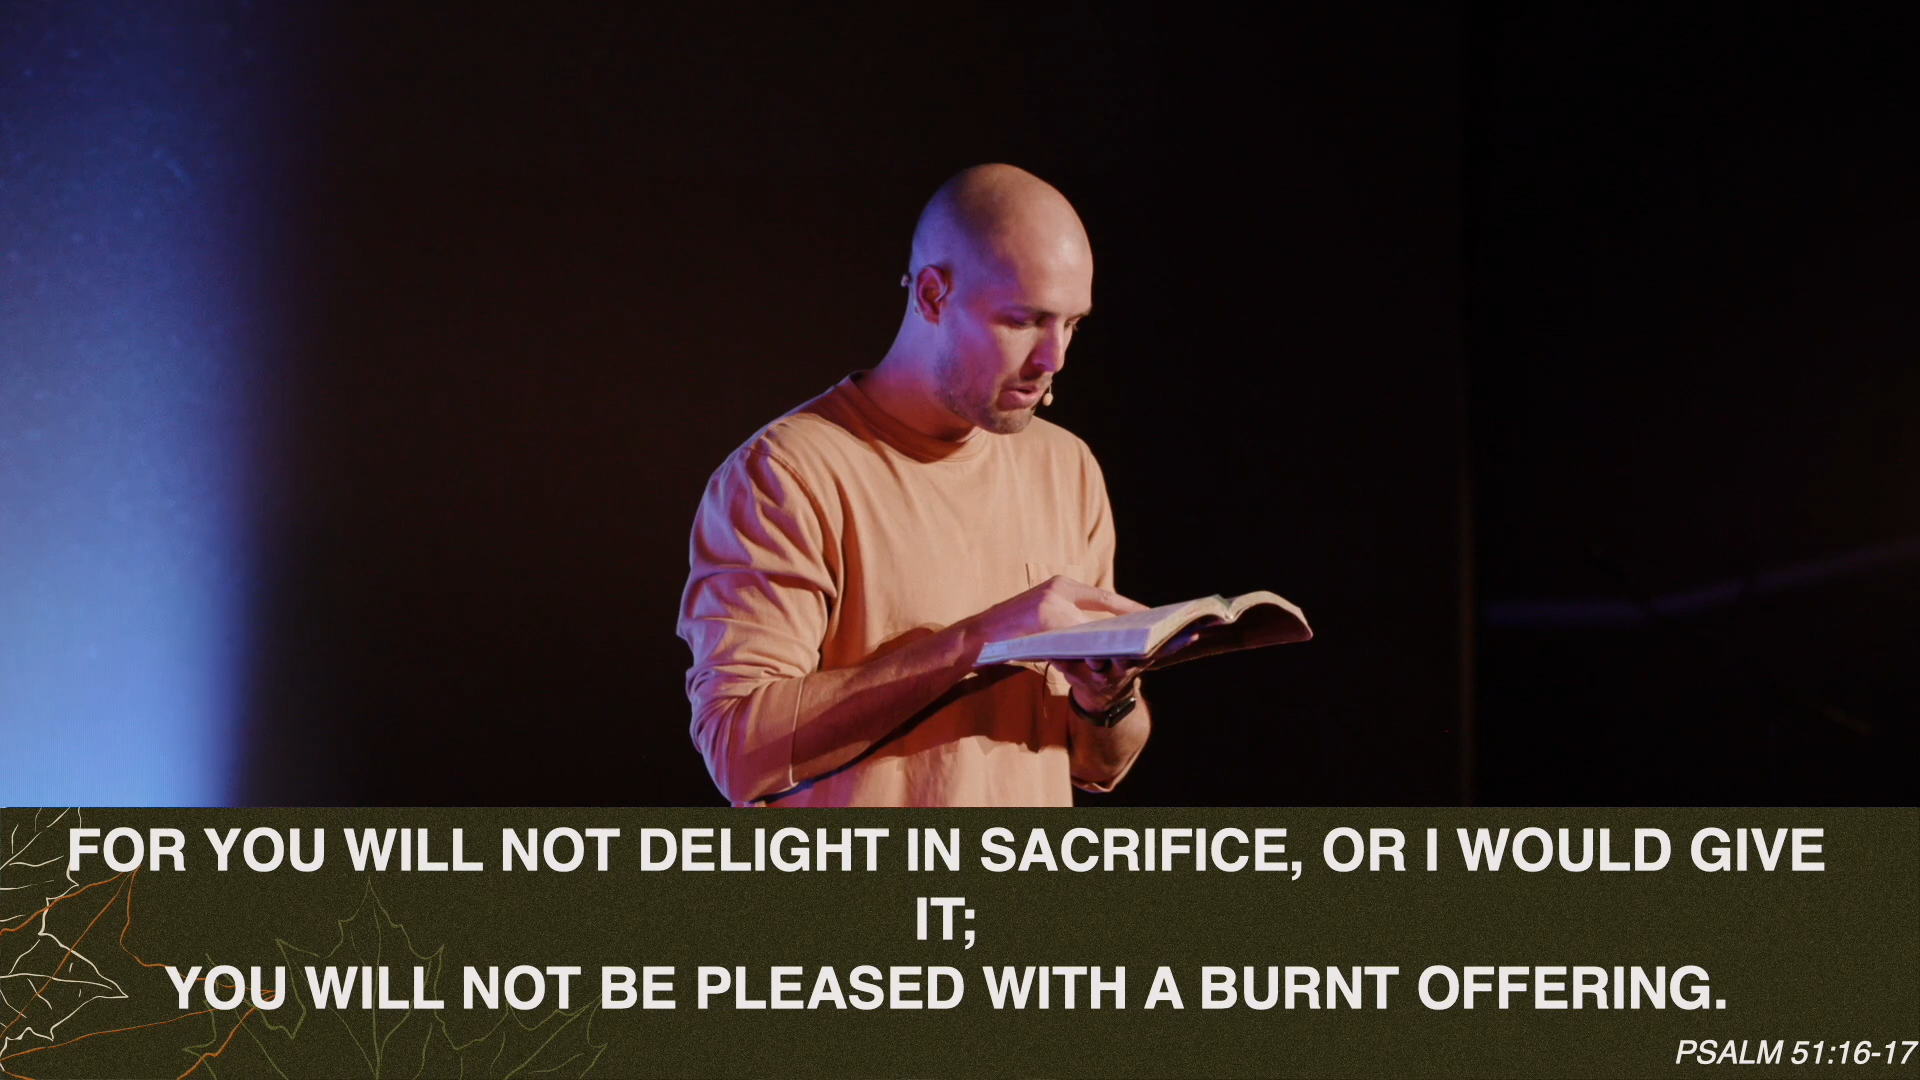 FOR YOU WILL NOT DELIGHT IN SACRIFICE, OR I WOULD GIVE
IT;
YOU WILL NOT BE PLEASED WITH A BURNT OFFERING.
PSALM 51:16-17